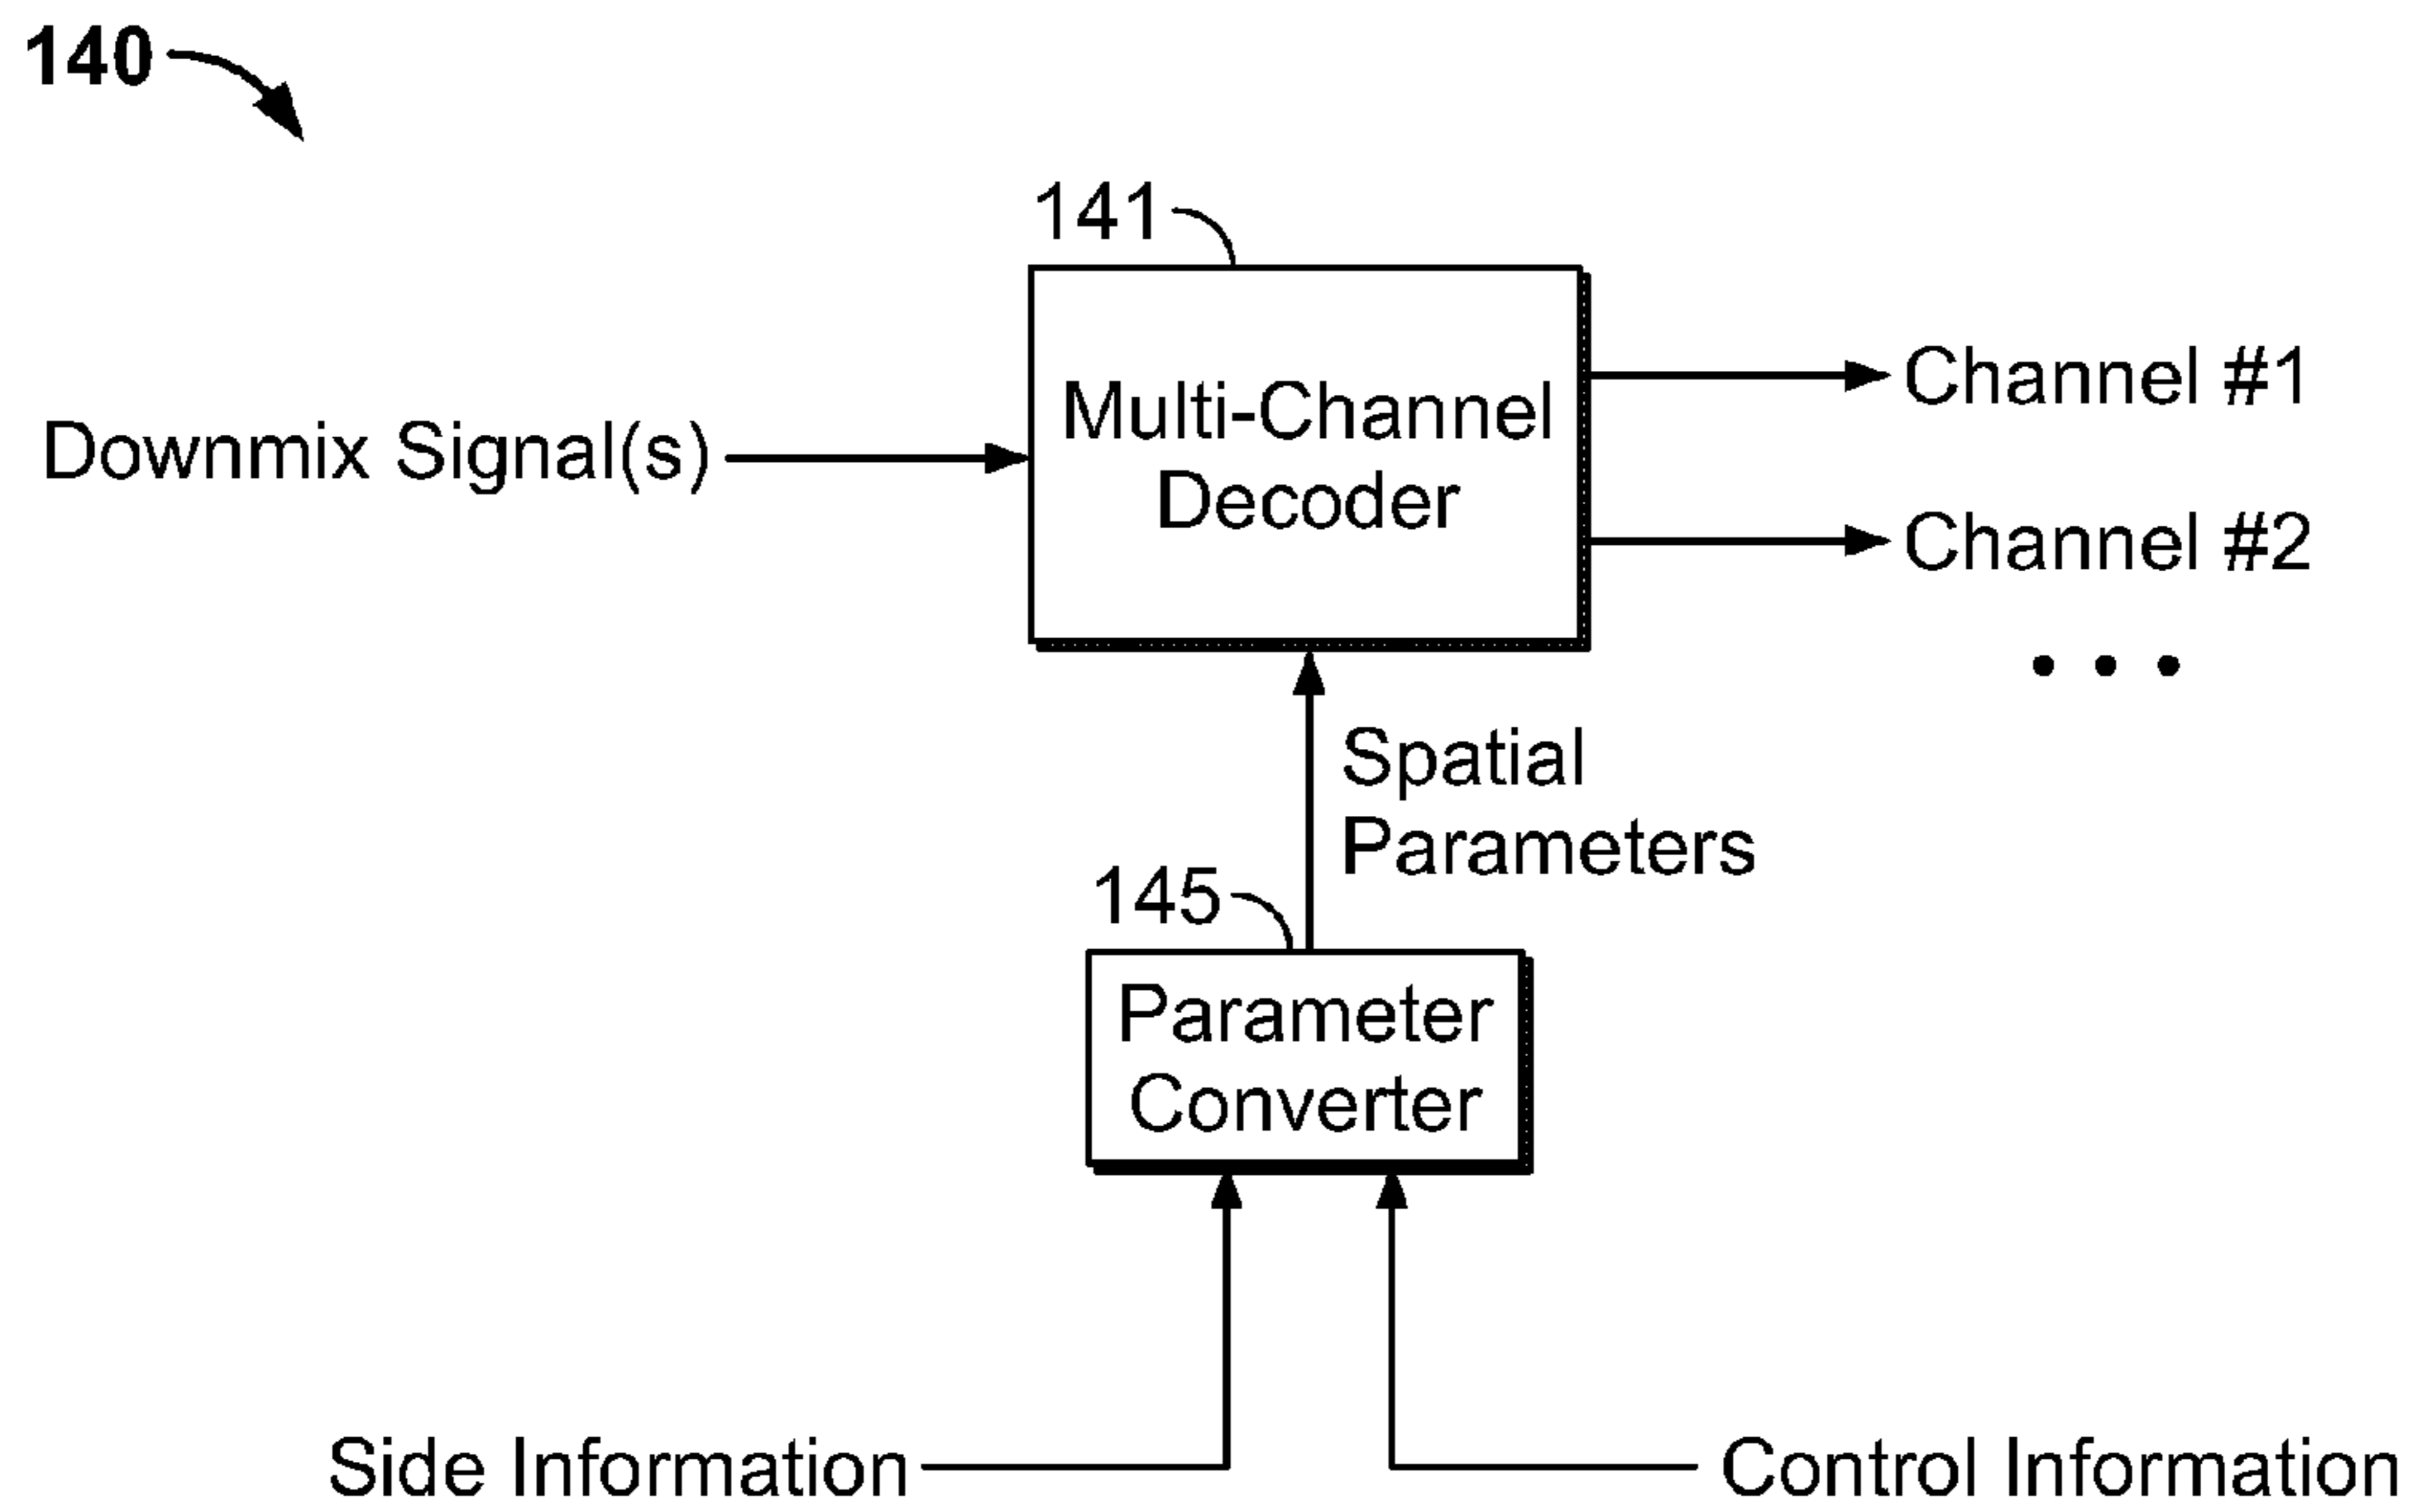 140
141
Multi-Channel
Decoder
Downmix Signal(s)
Channel #1
Channel #2
• • •
Spatial
Parameters
145
Parameter
Converter
Side Information
Control Information